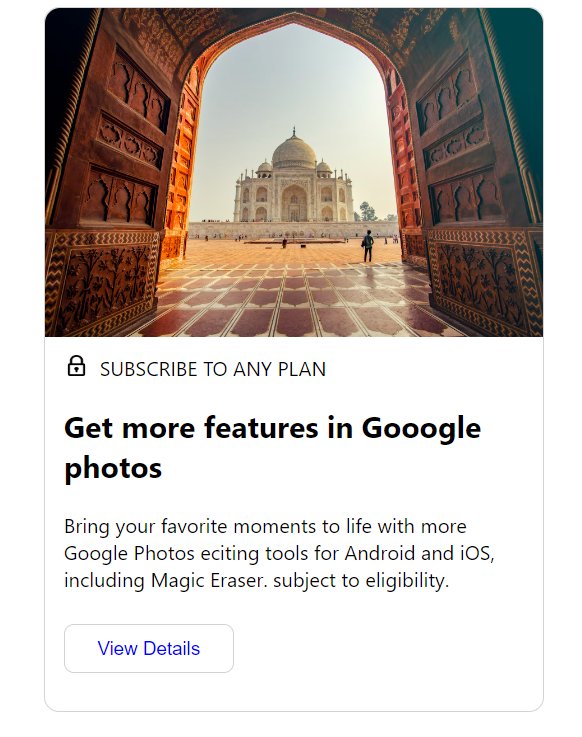 SUBSCRIBE TO ANY PLAN
Get more features in Gooogle
photos
Bring your favorite moments to life with more
Google Photos eciting tools for Android and iOS,
including Magic Eraser. subject to eligibility.
View Details